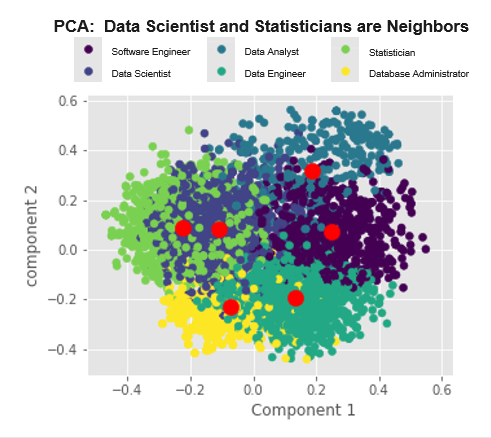 PCA:  Data Scientist and Statisticians are Neighbors
Software Engineer Data Analyst Statistician
Data Scientist Data Engineer Database Administrator
0.6
0.4
0.2
0.0
−0.2
−0.4
component 2
−0.4 −0.2 0.0 0.2 0.4 0.6
Component 1